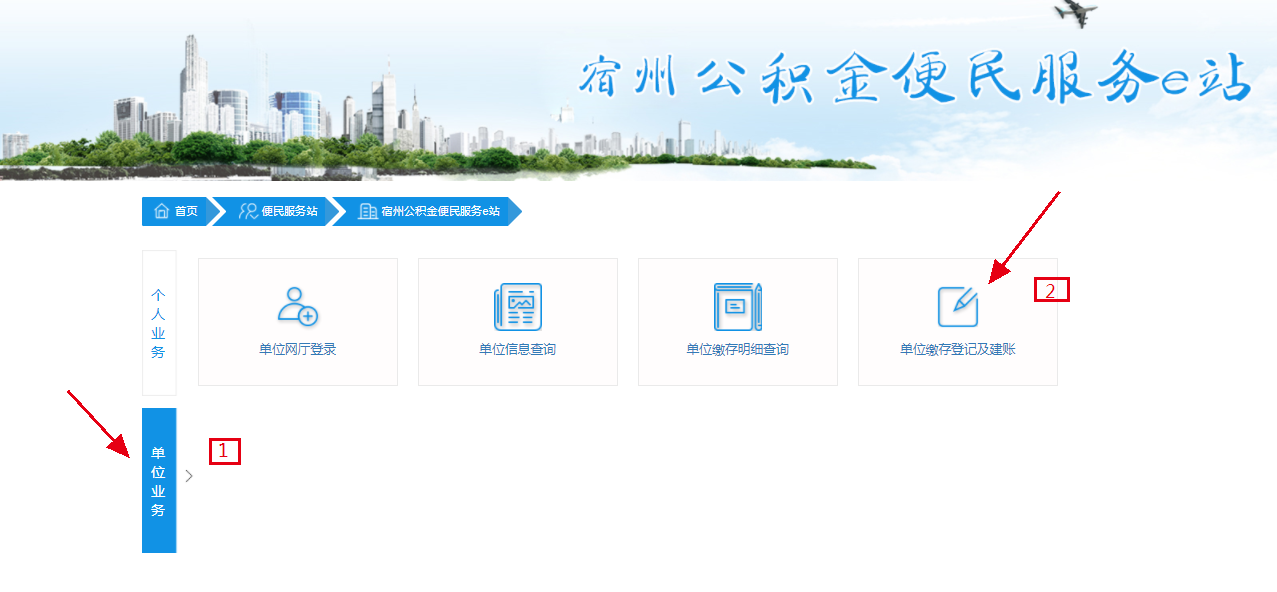 宿州公积金便民服务e站
首页 便民服务站 宿州公积金便民服务e站
个人业务
单位网厅登录
单位信息查询
单位缴存明细查询
单位缴存登记及建账
2
单位业务
1